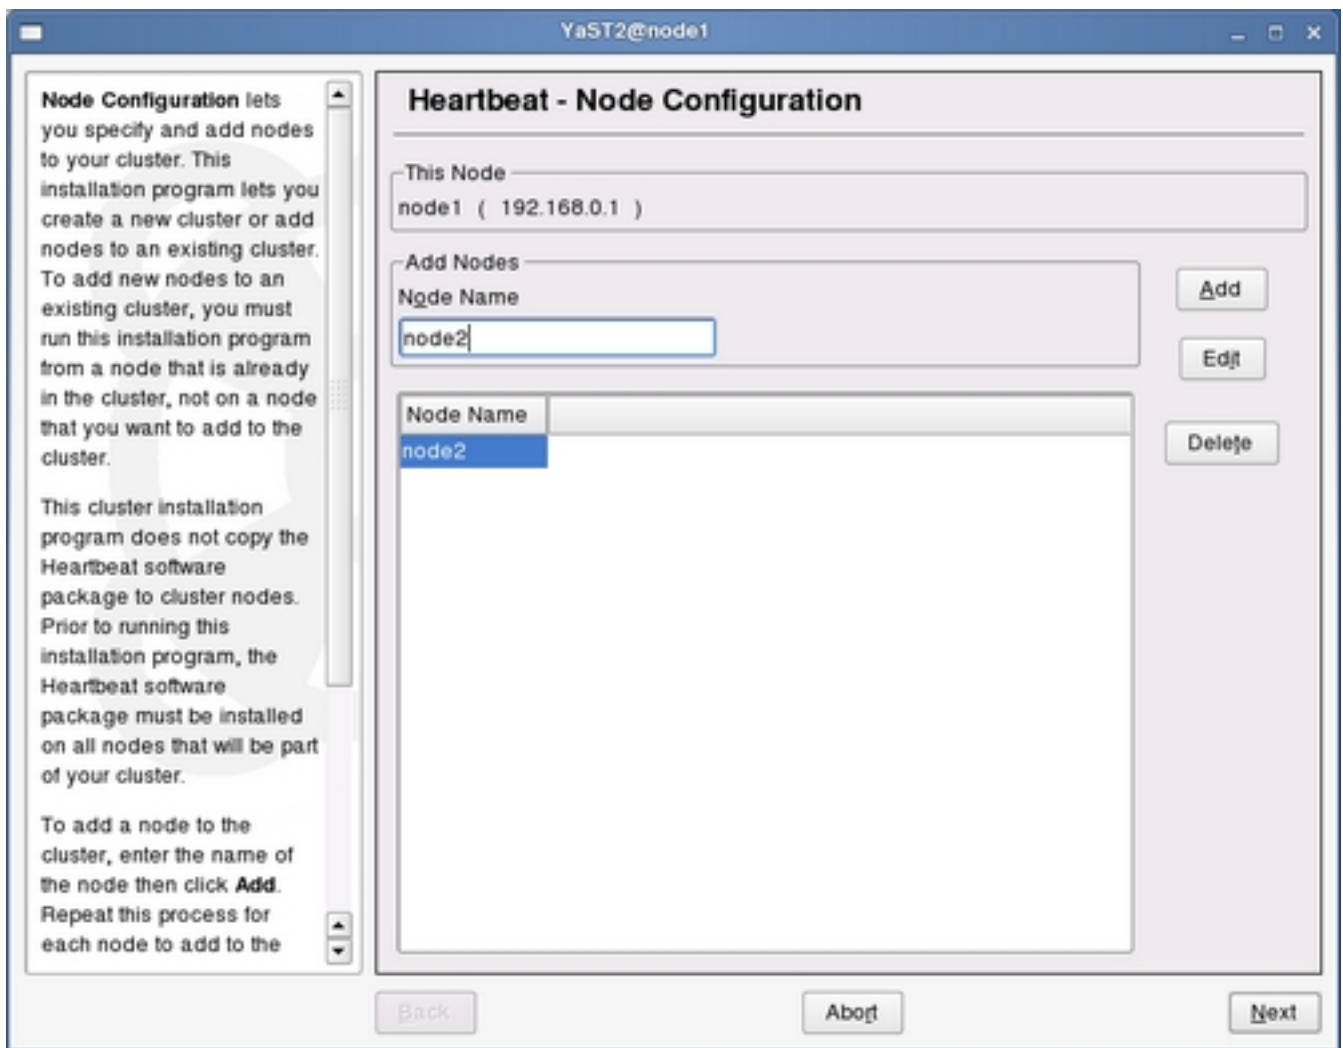 YaST2@node1
Node Configuration lets
you specify and add nodes
to your cluster. This
installation program lets you
create a new cluster or add
nodes to an existing cluster.
To add new nodes to an
existing cluster, you must
run this installation program
from a node that is already
in the cluster, not on a node
that you want to add to the
cluster.
This cluster installation
program does not copy the
Heartbeat software
package to cluster nodes.
Prior to running this
installation program, the
Heartbeat software
package must be installed
on all nodes that will be part
of your cluster.
To add a node to the
cluster, enter the name of
the node then click Add.
Repeat this process for
each node to add to the
Heartbeat - Node Configuration
This Node
node1 ( 192.168.0.1 )
Add Nodes
Node Name
node2
Add
Edit
Delete
Node Name
node2
Back
Abort
Next